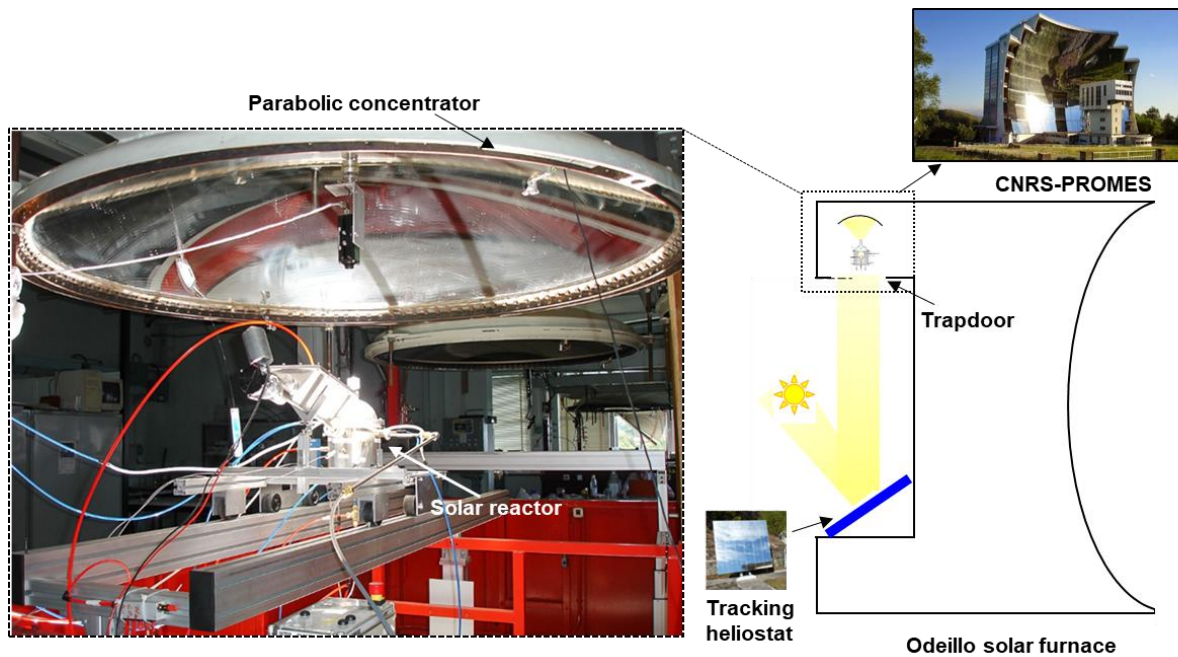 Parabolic concentrator
CNRS-PROMES
Trapdoor
Solar reactor
Tracking
heliostat
Odeillo solar furnace